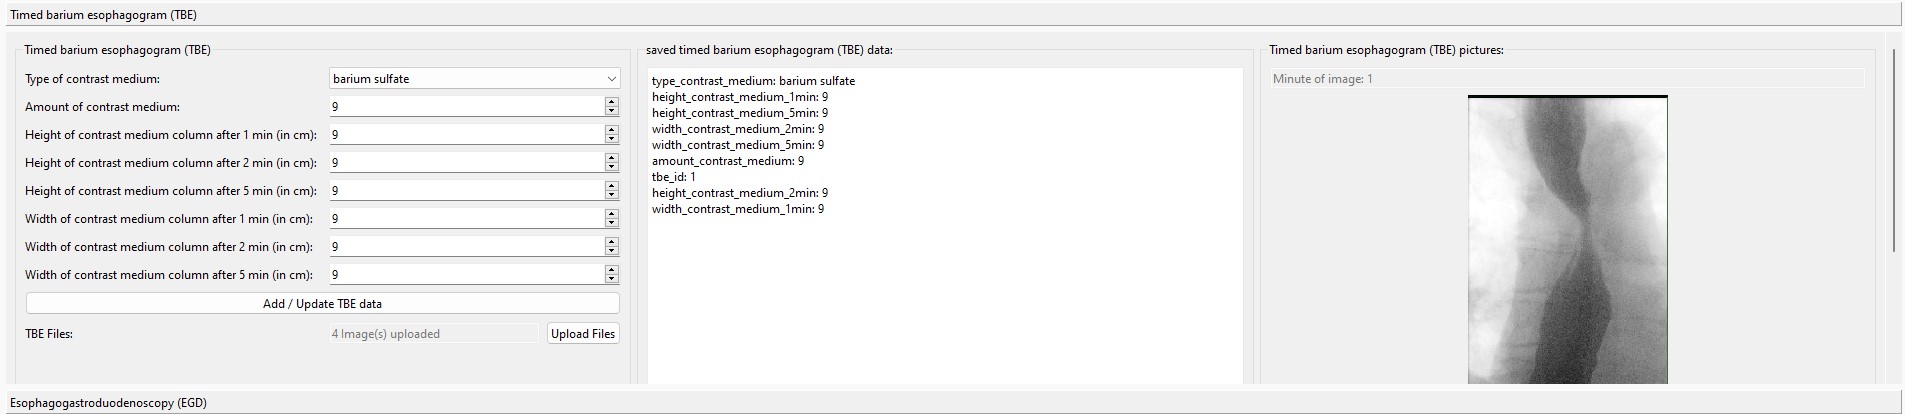 Timed barium esophagogram (TBE)
Timed barium esophagogram (TBE)
Type of contrast medium:
barium sulfate
Amount of contrast medium:
9
Height of contrast medium column after 1 min (in cm):
9
Height of contrast medium column after 2 min (in cm):
9
Height of contrast medium column after 5 min (in cm):
9
Width of contrast medium column after 1 min (in cm):
9
Width of contrast medium column after 2 min (in cm):
9
Width of contrast medium column after 5 min (in cm):
9
Add / Update TBE data
TBE Files:
4 Image(s) uploaded
Upload Files
saved timed barium esophagogram (TBE) data:
type_contrast_medium: barium sulfate
height_contrast_medium_1min: 9
height_contrast_medium_5min: 9
width_contrast_medium_2min: 9
width_contrast_medium_5min: 9
amount_contrast_medium: 9
tbe_id: 1
height_contrast_medium_2min: 9
width_contrast_medium_1min: 9
Timed barium esophagogram (TBE) pictures:
Minute of image: 1
Esophagogastroduodenoscopy (EGD)